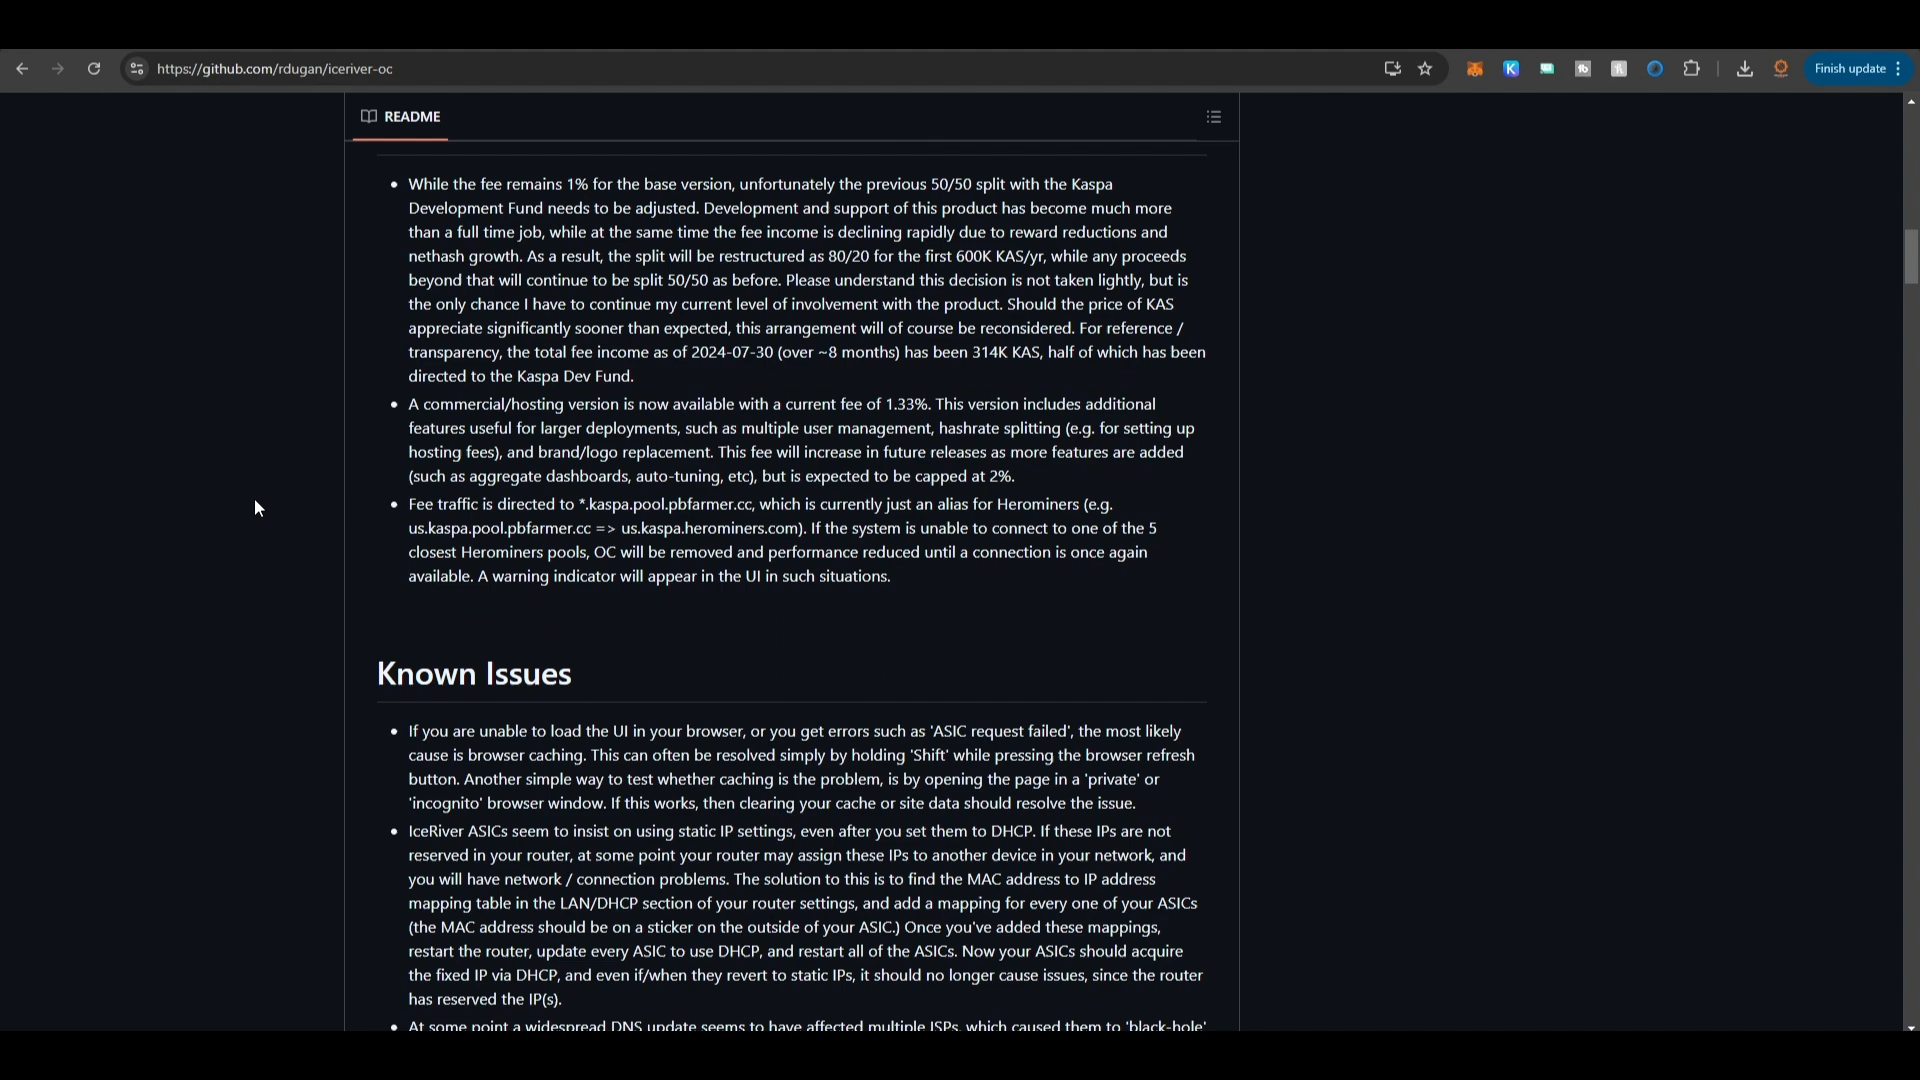 https://github.com/rdugan/iceriver-oc
Finish update
README
While the fee remains 1% for the base version, unfortunately the previous 50/50 split with the Kaspa
Development Fund needs to be adjusted. Development and support of this product has become much more
than a full time job, while at the same time the fee income is declining rapidly due to reward reductions and
nethash growth. As a result, the split will be restructured as 80/20 for the first 600K KAS/yr, while any proceeds
beyond that will continue to be split 50/50 as before. Please understand this decision is not taken lightly, but is
the only chance I have to continue my current level of involvement with the product. Should the price of KAS
appreciate significantly sooner than expected, this arrangement will of course be reconsidered. For reference /
transparency, the total fee income as of 2024-07-30 (over ~8 months) has been 314K KAS, half of which has been
directed to the Kaspa Dev Fund.
A commercial/hosting version is now available with a current fee of 1.33%. This version includes additional
features useful for larger deployments, such as multiple user management, hashrate splitting (e.g. for setting up
hosting fees), and brand/logo replacement. This fee will increase in future releases as more features are added
(such as aggregate dashboards, auto-tuning, etc), but is expected to be capped at 2%.
Fee traffic is directed to *.kaspa.pool.pbfarmer.cc, which is currently just an alias for Herominers (e.g.
us.kaspa.pool.pbfarmer.cc => us.kaspa.herominers.com). If the system is unable to connect to one of the 5
closest Herominers pools, OC will be removed and performance reduced until a connection is once again
available. A warning indicator will appear in the UI in such situations.
Known Issues
If you are unable to load the UI in your browser, or you get errors such as 'ASIC request failed', the most likely
cause is browser caching. This can often be resolved simply by holding 'Shift' while pressing the browser refresh
button. Another simple way to test whether caching is the problem, is by opening the page in a 'private' or
'incognito' browser window. If this works, then clearing your cache or site data should resolve the issue.
IceRiver ASICs seem to insist on using static IP settings, even after you set them to DHCP. If these IPs are not
reserved in your router, at some point your router may assign these IPs to another device in your network, and
you will have network / connection problems. The solution to this is to find the MAC address to IP address
mapping table in the LAN/DHCP section of your router settings, and add a mapping for every one of your ASICs
(the MAC address should be on a sticker on the outside of your ASIC.) Once you've added these mappings,
restart the router, update every ASIC to use DHCP, and restart all of the ASICs. Now your ASICs should acquire
the fixed IP via DHCP, and even if/when they revert to static IPs, it should no longer cause issues, since the router
has reserved the IP(s).
At some point a widespread DNS update seems to have affected multiple ISPs, which caused them to 'black-hole'